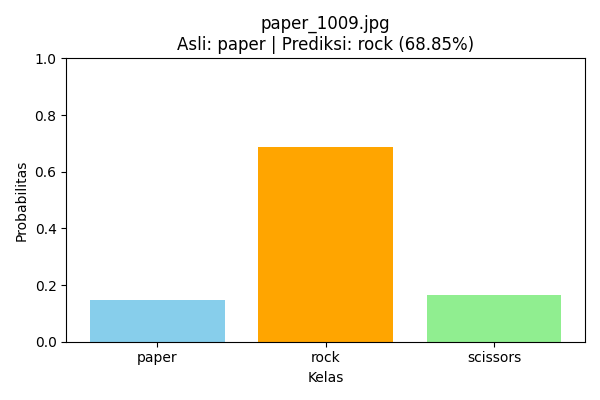 paper_1009.jpg
Asli: paper | Prediksi: rock (68.85%)
1.0
0.8
0.6
0.4
0.2
0.0
Probabilitas
paper rock scissors
Kelas